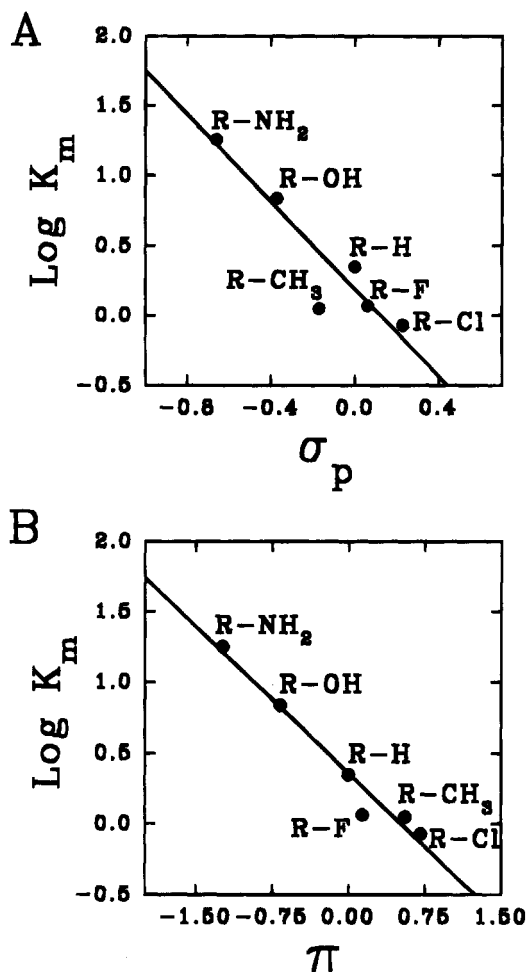 A
2.0
1.5
1.0
0.5
0.0
-0.5
Log K_m
R-NH₂
R-OH
R-H
R-CH₃
R-F
R-Cl
-0.8
-0.4
0.0
0.4
σ_p
B
2.0
1.5
1.0
0.5
0.0
-0.5
Log K_m
R-NH₂
R-OH
R-H
R-CH₃
R-F
R-Cl
-1.50
-0.75
0.00
0.75
1.50
π